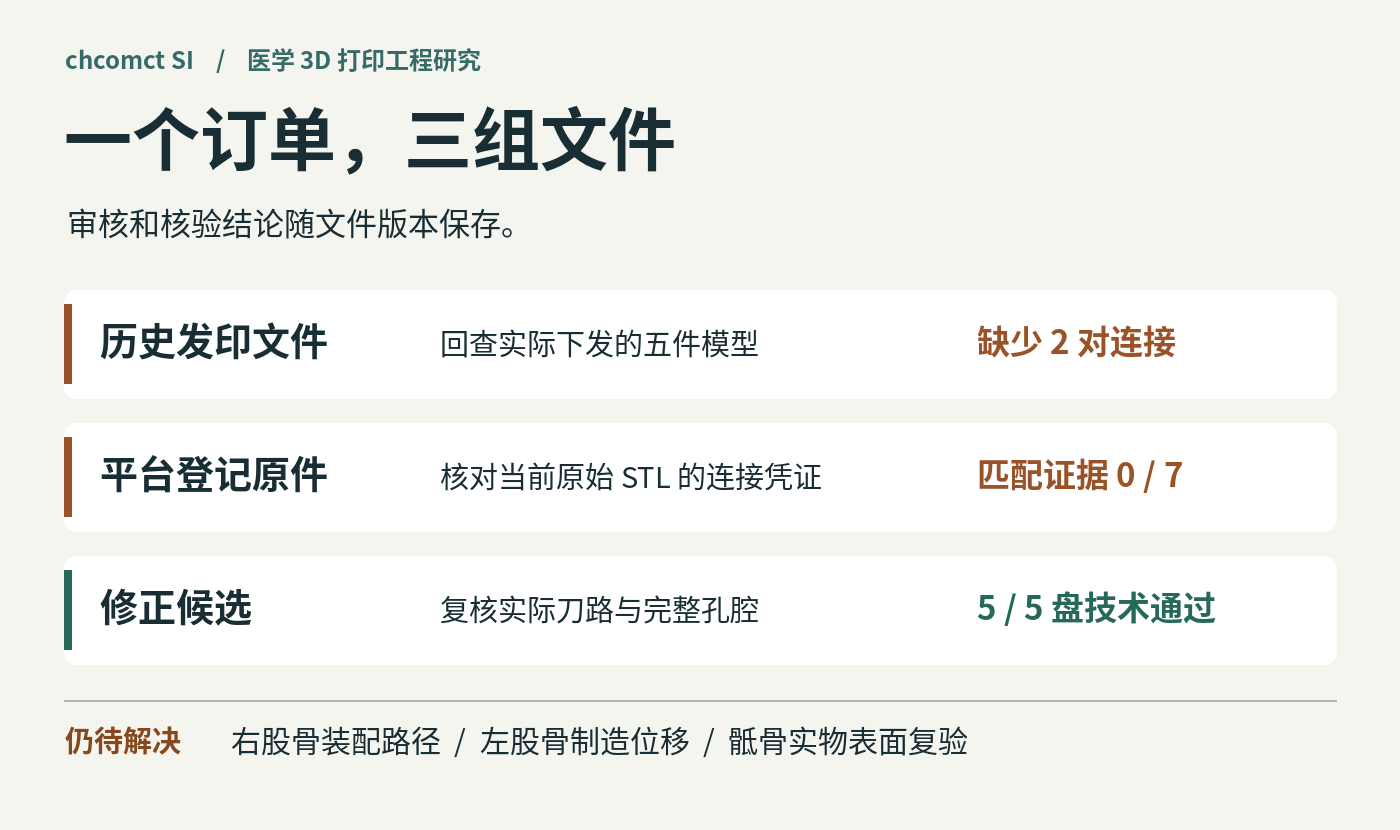 chcomct SI / 医学 3D 打印工程研究
一个订单，三组文件
审核和核验结论随文件版本保存。
历史发印文件 回查实际下发的五件模型 缺少 2 对连接
平台登记原件 核对当前原始 STL 的连接凭证 匹配证据 0 / 7
修正候选 复核实际刀路与完整孔腔 5 / 5 盘技术通过
仍待解决 右股骨装配路径 / 左股骨制造位移 / 骶骨实物表面复验